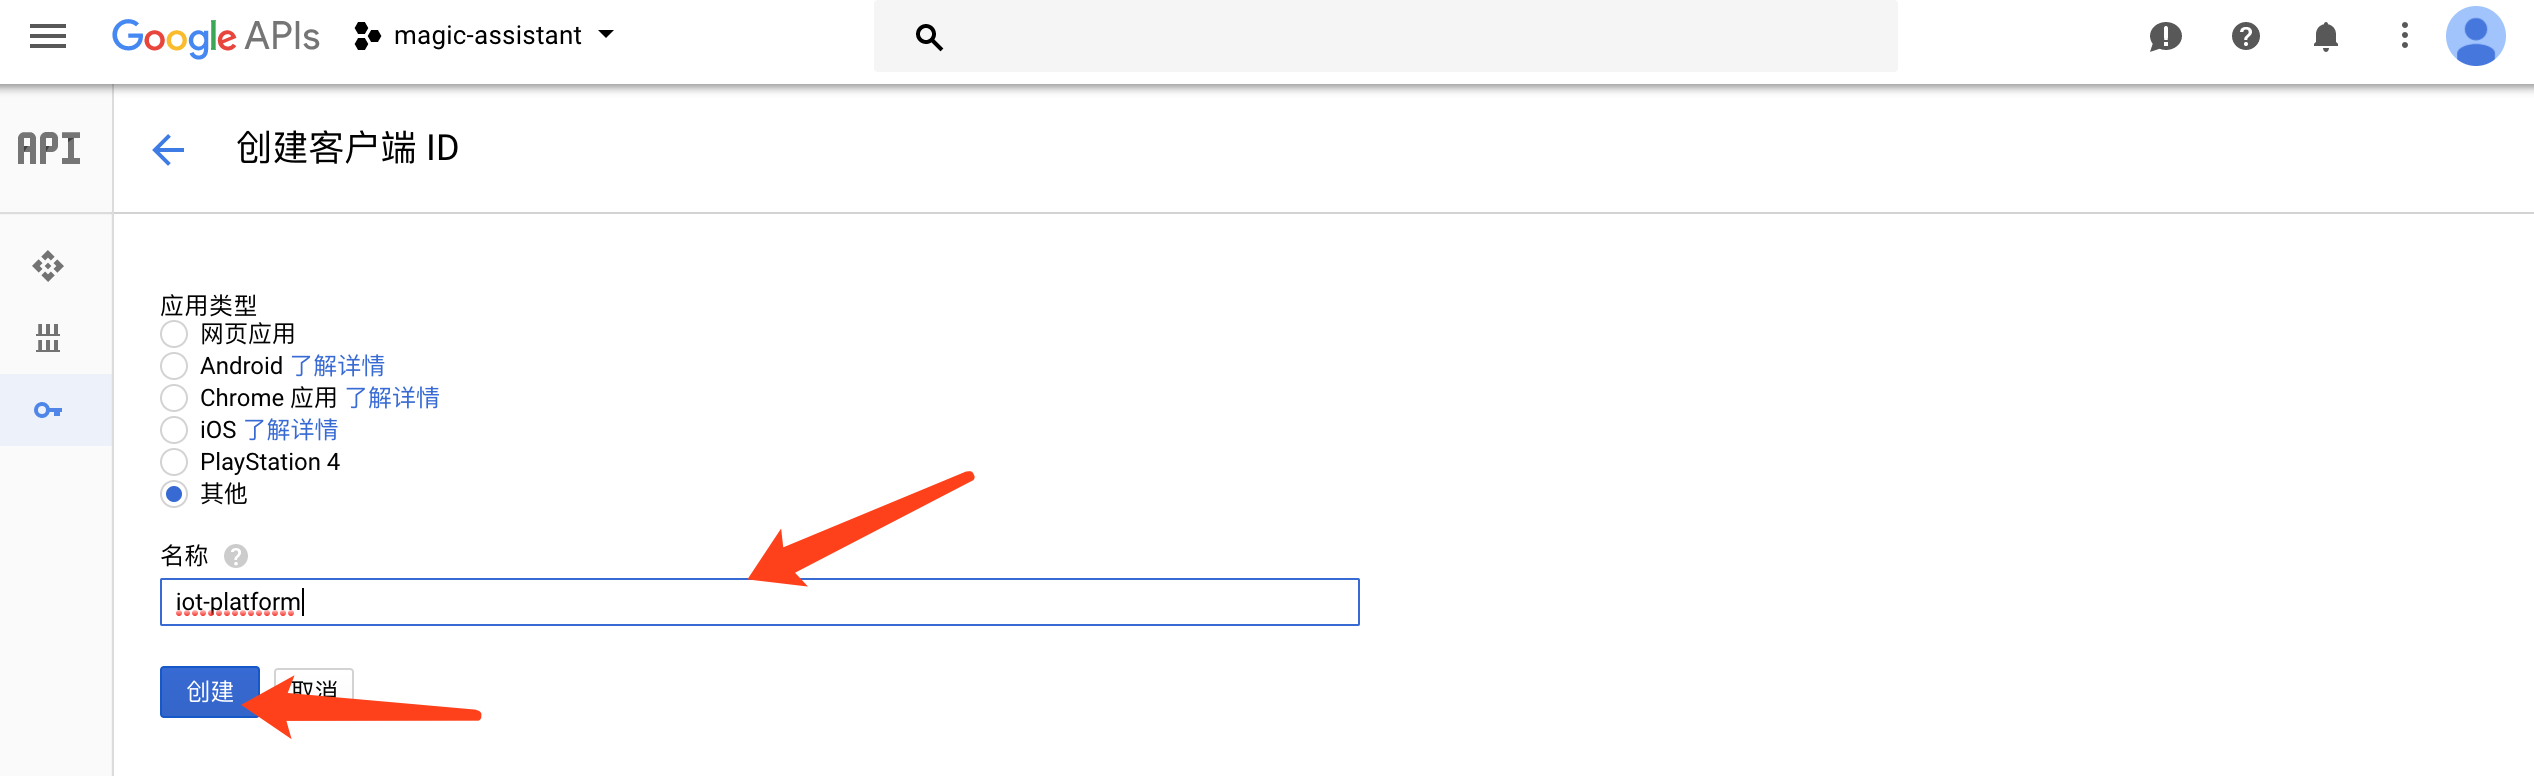 Google APIs magic-assistant
API
创建客户端 ID
应用类型
网页应用
Android 了解详情
Chrome 应用 了解详情
iOS 了解详情
PlayStation 4
其他
名称
iot-platform
创建 取消